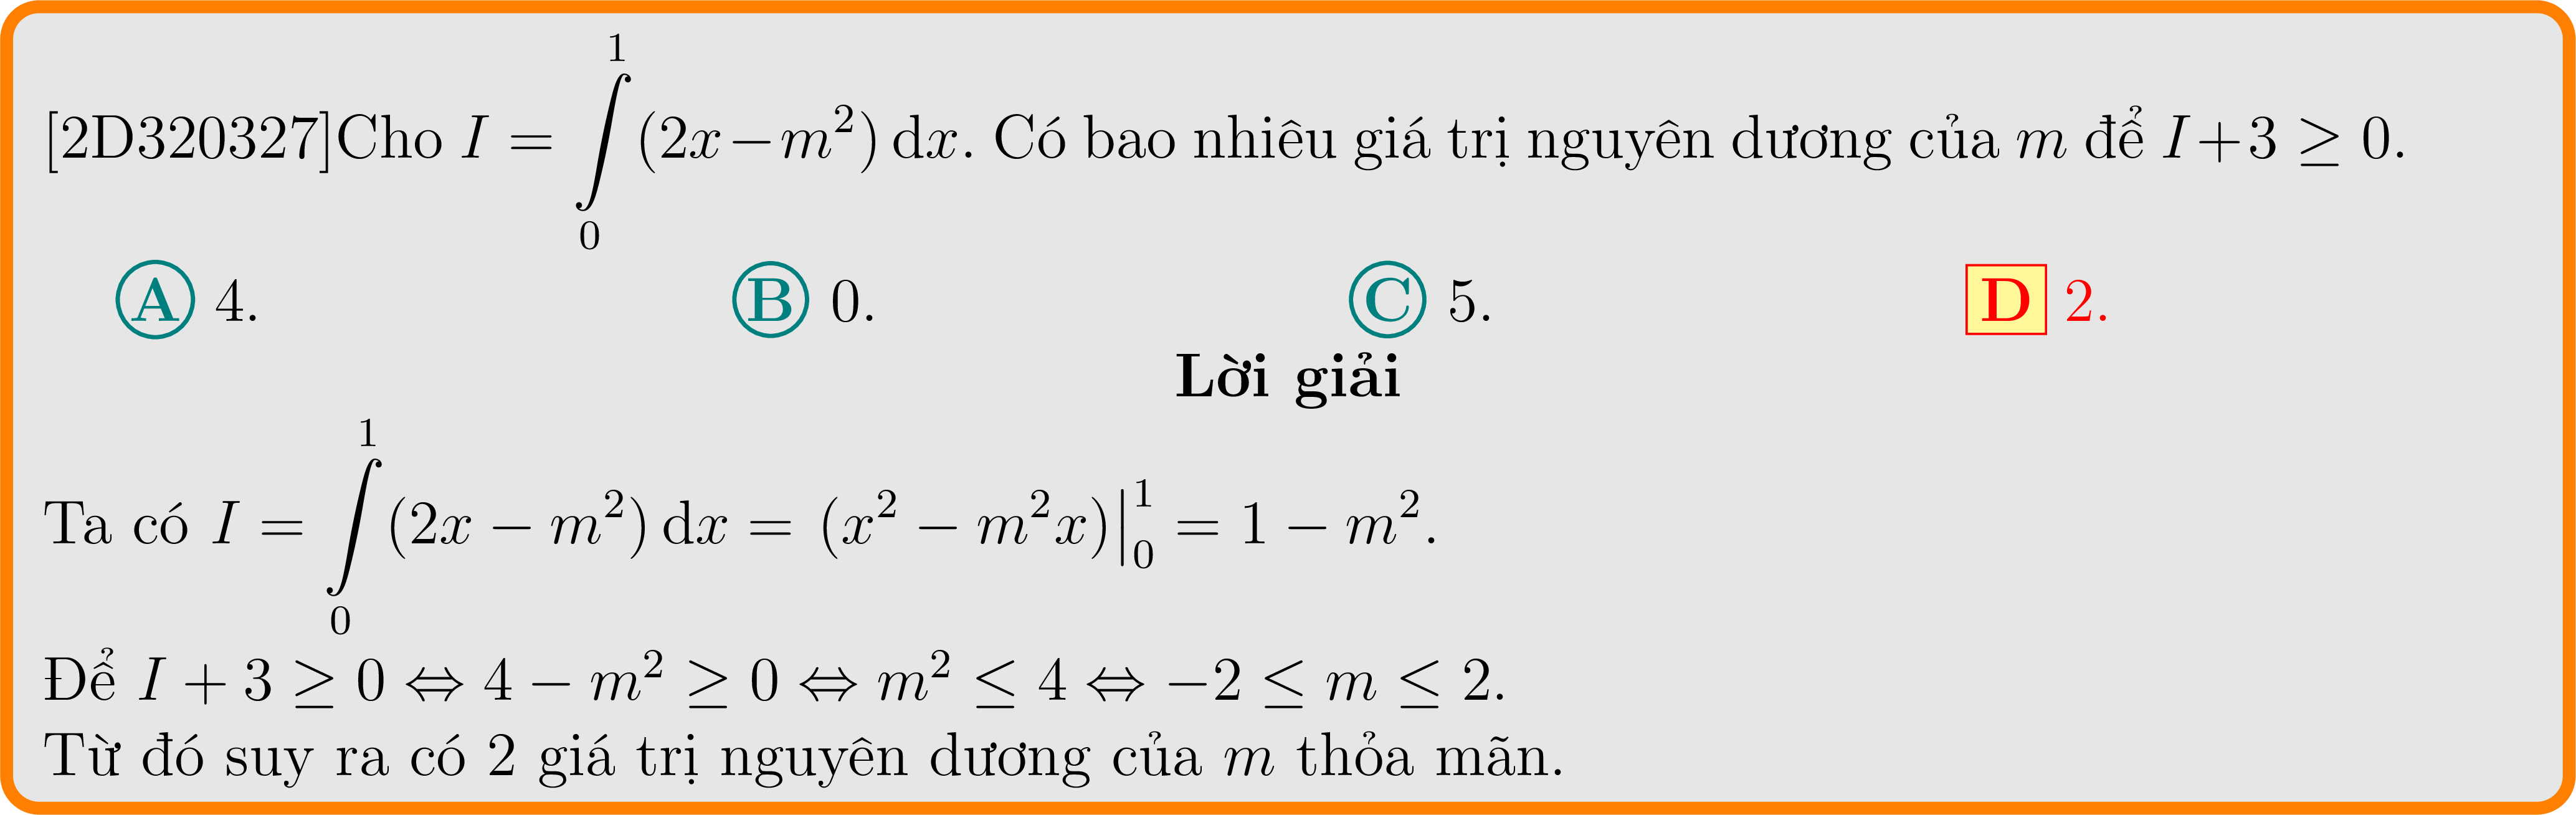 [2D320327]Cho $I = \int\limits_0^1 (2x - m^2)\,\mathrm{d}x$. Có bao nhiêu giá trị nguyên dương của $m$ để $I + 3 \geq 0$.
A 4. B 0. C 5. D 2.
Lời giải
Ta có $I = \int\limits_0^1 (2x - m^2)\,\mathrm{d}x = (x^2 - m^2x)\big|_0^1 = 1 - m^2$.
Để $I + 3 \geq 0 \Leftrightarrow 4 - m^2 \geq 0 \Leftrightarrow m^2 \leq 4 \Leftrightarrow -2 \leq m \leq 2$.
Từ đó suy ra có 2 giá trị nguyên dương của $m$ thỏa mãn.